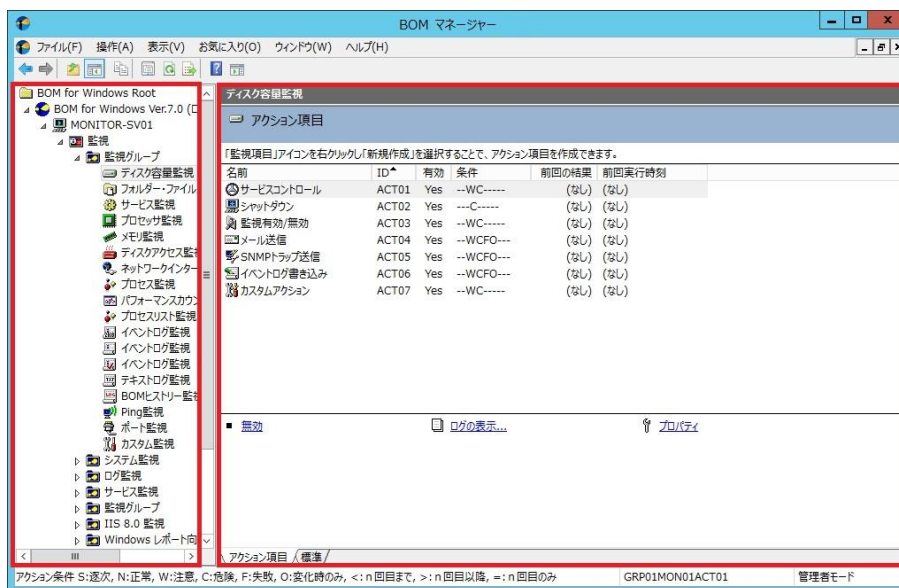 BOM マネージャー
ファイル(F) 操作(A) 表示(V) お気に入り(O) ウィンドウ(W) ヘルプ(H)
BOM for Windows Root
BOM for Windows Ver.7.0 (ロ
MONITOR-SV01
監視
監視グループ
ディスク容量監視
フォルダー・ファイル
サービス監視
プロセッサ監視
メモリ監視
ディスクアクセス監視
ネットワークインター
プロセス監視
パフォーマンスカウン
プロセスリスト監視
イベントログ監視
イベントログ監視
イベントログ監視
テキストログ監視
BOMヒストリー監視
Ping監視
ポート監視
カスタム監視
システム監視
ログ監視
サービス監視
監視グループ
IIS 8.0 監視
Windows レポート向
ディスク容量監視
アクション項目
「監視項目」アイコンを右クリックし「新規作成」を選択することで、アクション項目を作成できます。
名前 ID 有効 条件 前回の結果 前回実行時刻
サービスコントロール ACT01 Yes --WC----- (なし) (なし)
シャットダウン ACT02 Yes ---C----- (なし) (なし)
監視有効/無効 ACT03 Yes --WC----- (なし) (なし)
メール送信 ACT04 Yes --WCFO--- (なし) (なし)
SNMPトラップ送信 ACT05 Yes --WCFO--- (なし) (なし)
イベントログ書き込み ACT06 Yes --WCFO--- (なし) (なし)
カスタムアクション ACT07 Yes --WC----- (なし) (なし)
無効 ログの表示... プロパティ
アクション項目 標準
アクション条件 S:逐次, N:正常, W:注意, C:危険, F:失敗, O:変化時のみ, <:n回目まで, >:n回目以降, =:n回目のみ GRP01MON01ACT01 管理者モード